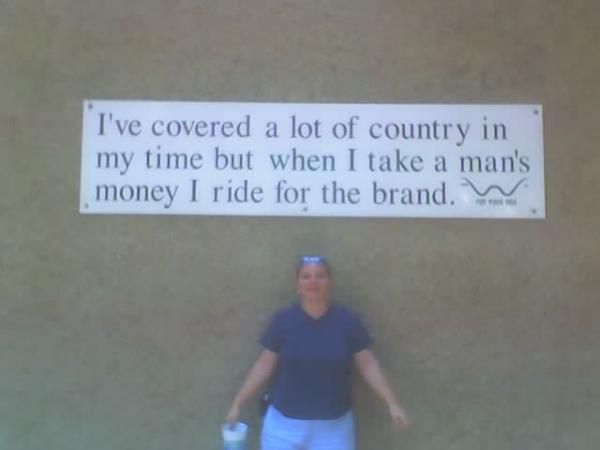 I've covered a lot of country in
my time but when I take a man's
money I ride for the brand.